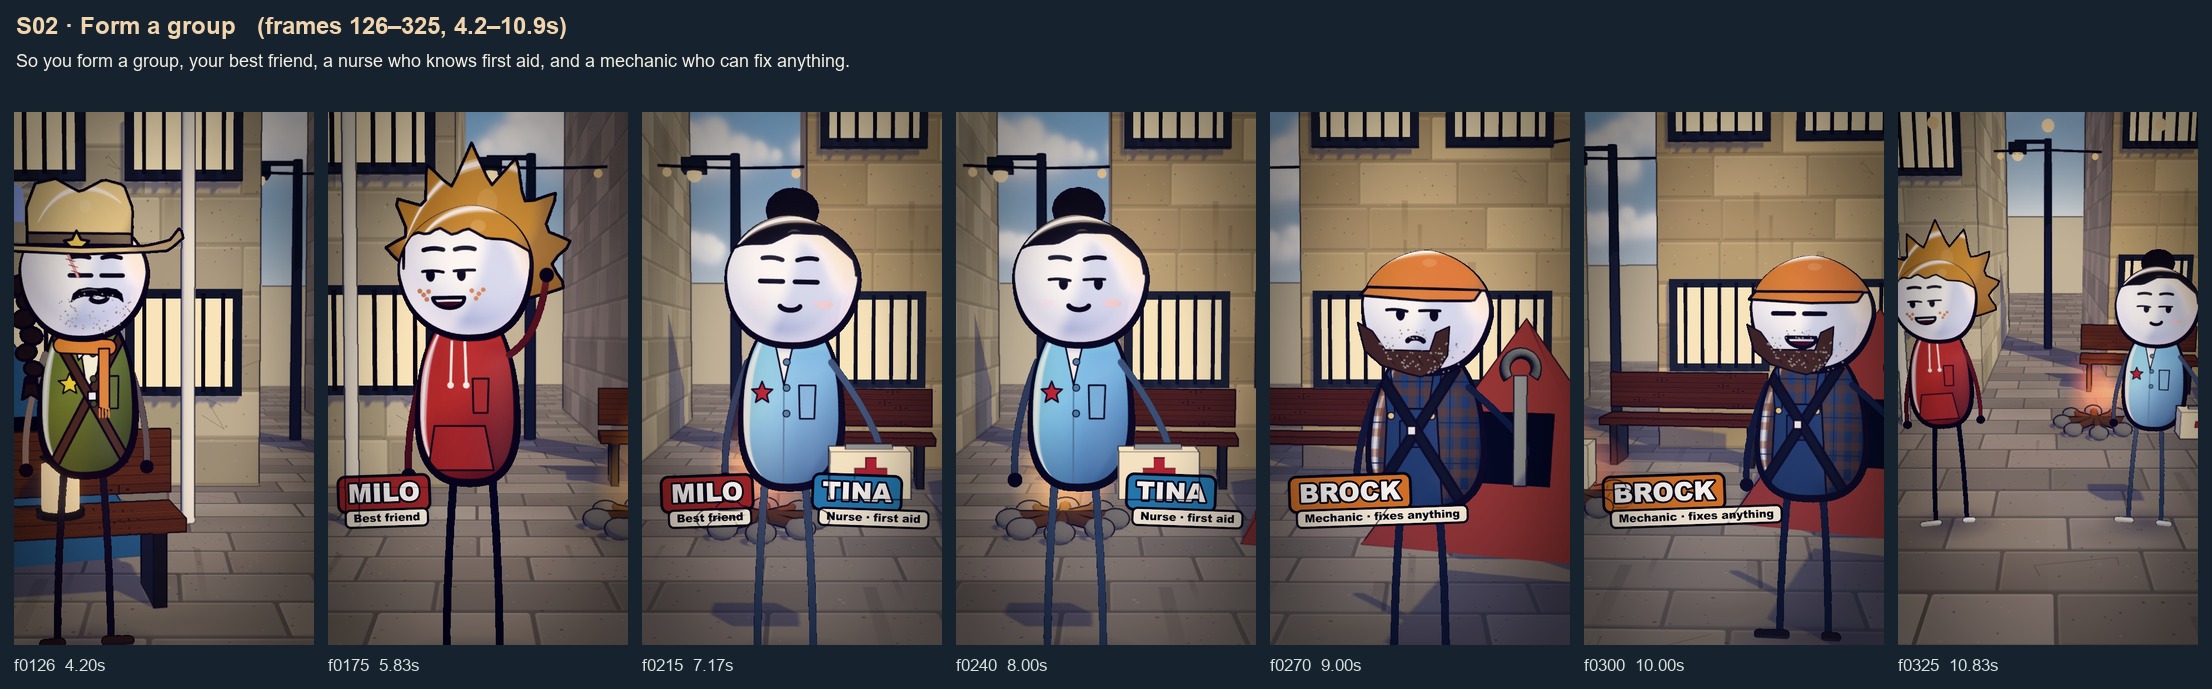 S02 · Form a group (frames 126–325, 4.2–10.9s)
So you form a group, your best friend, a nurse who knows first aid, and a mechanic who can fix anything.
MILO
Best friend
MILO
Best friend
TINA
Nurse · first aid
TINA
Nurse · first aid
BROCK
Mechanic · fixes anything
BROCK
Mechanic · fixes anything
f0126 4.20s
f0175 5.83s
f0215 7.17s
f0240 8.00s
f0270 9.00s
f0300 10.00s
f0325 10.83s